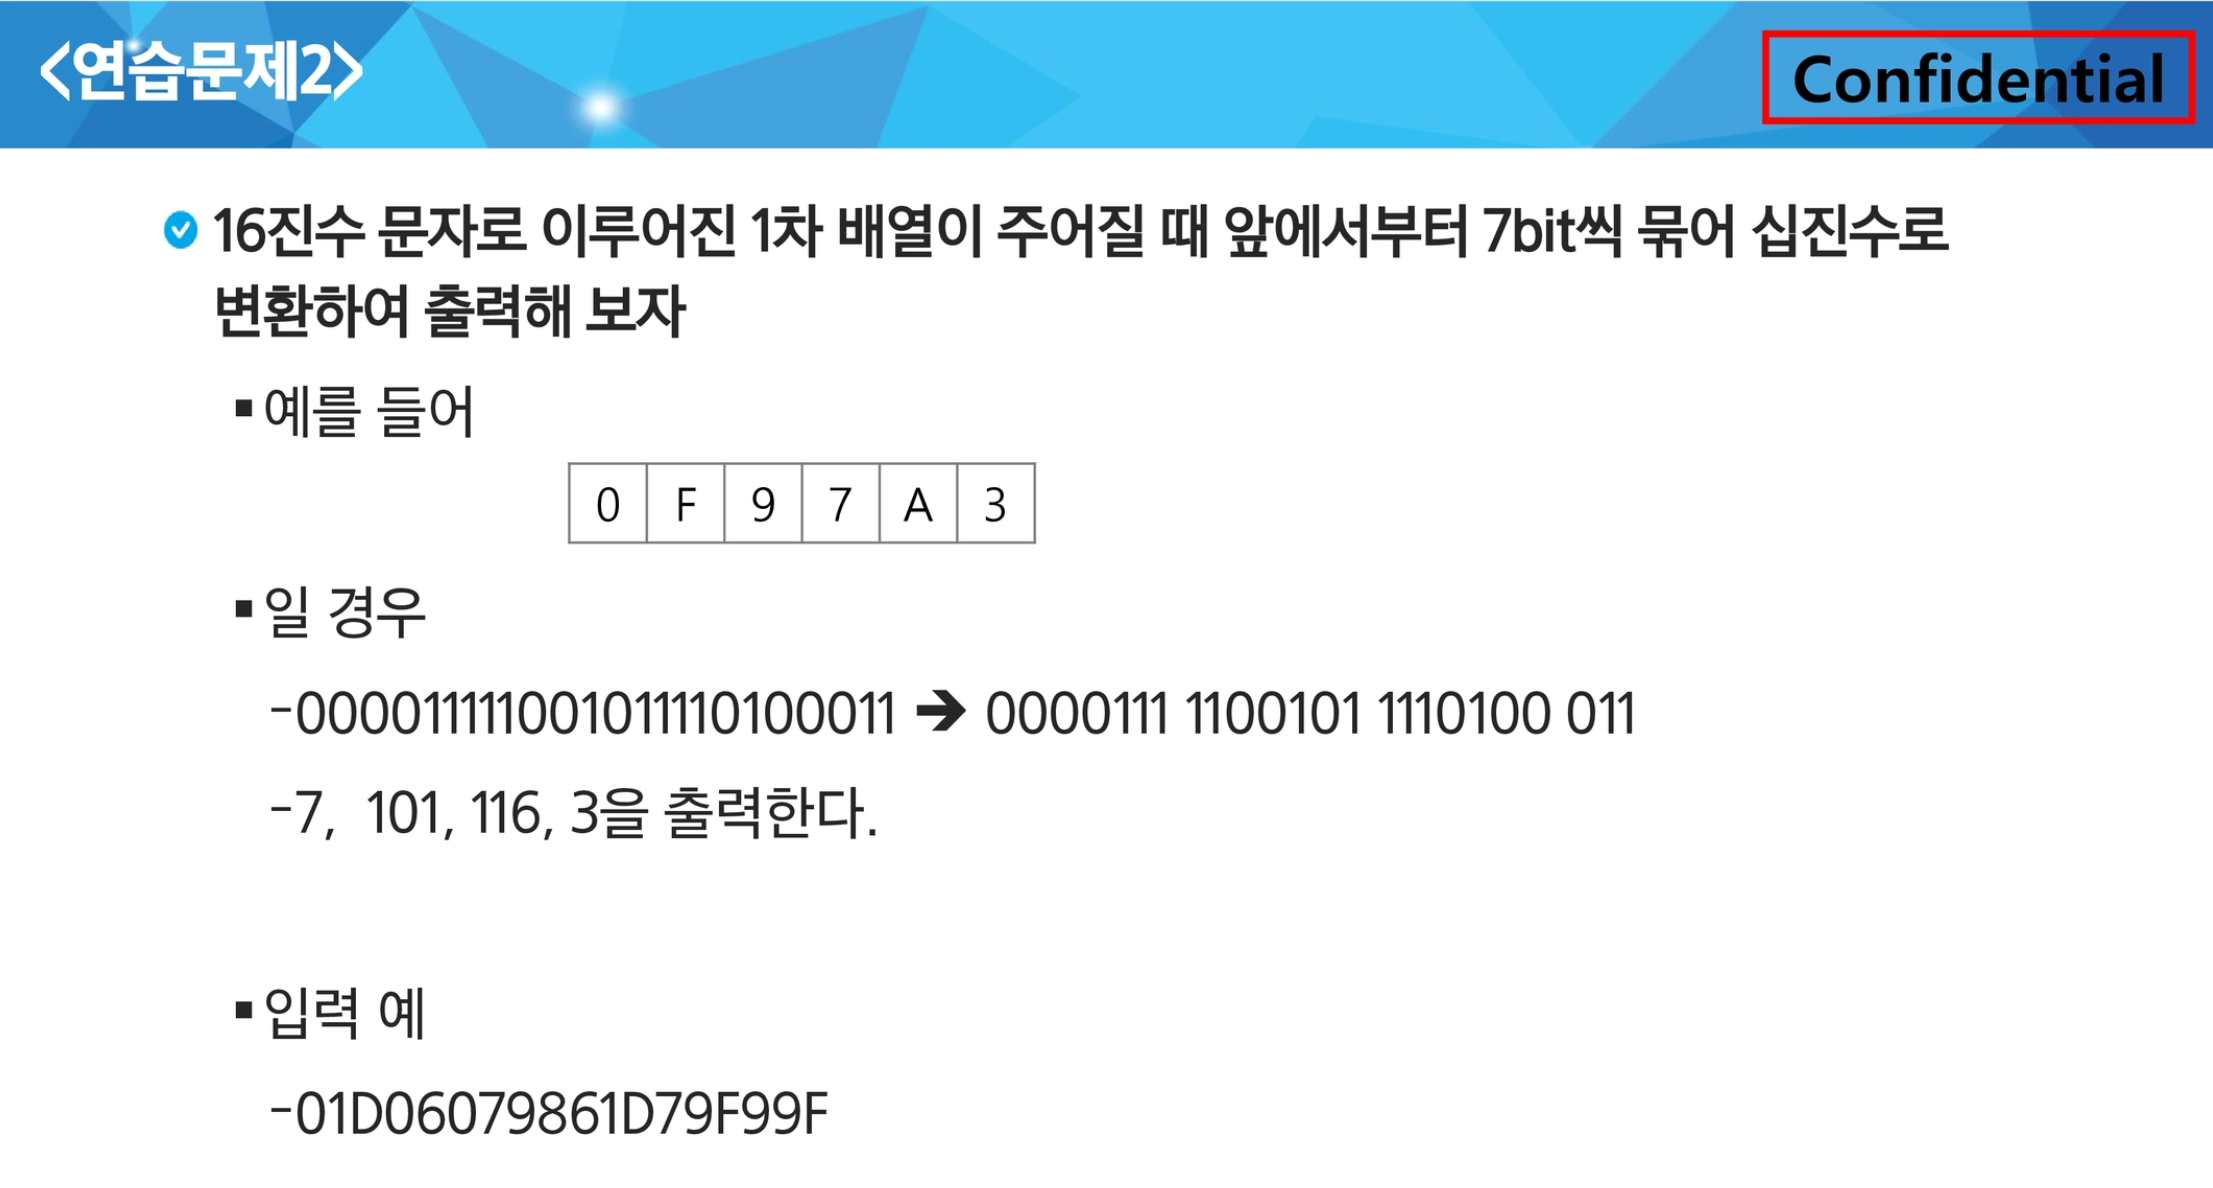 <연습문제2>
Confidential
16진수 문자로 이루어진 1차 배열이 주어질 때 앞에서부터 7bit씩 묶어 십진수로
변환하여 출력해 보자
예를 들어
0 F 9 7 A 3
일 경우
-000011111001011110100011 ➔ 0000111 1100101 1110100 011
-7, 101, 116, 3을 출력한다.
입력 예
-01D06079861D79F99F